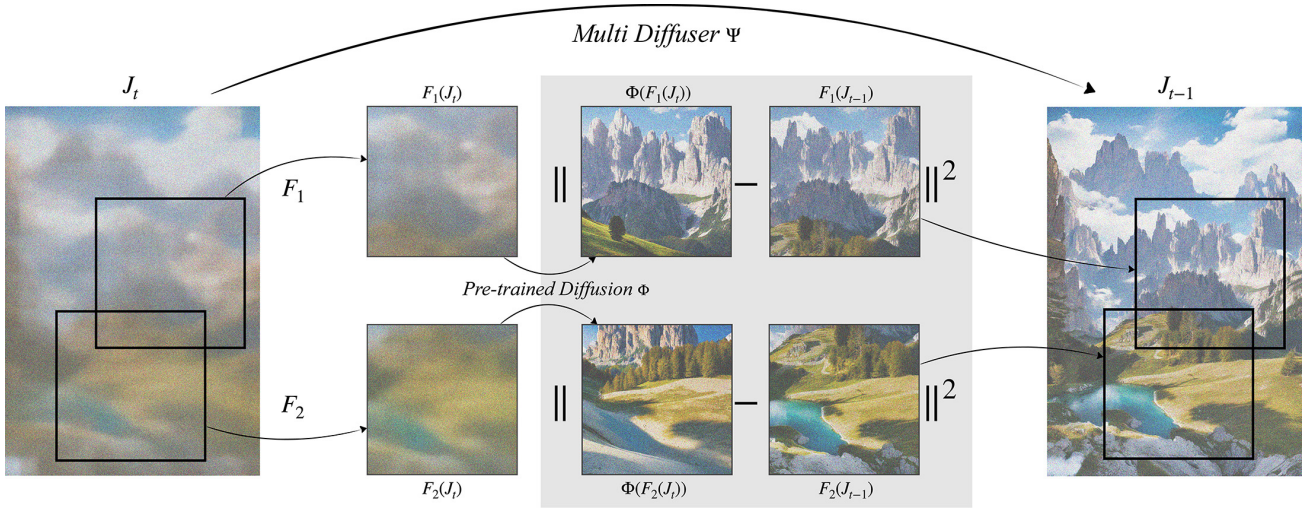 Multi Diffuser Ψ
J_t
F_1(J_t)
Φ(F_1(J_t))
F_1(J_{t−1})
J_{t−1}
F_1
|| − ||^2
Pre-trained Diffusion Φ
F_2
|| − ||^2
F_2(J_t)
Φ(F_2(J_t))
F_2(J_{t−1})